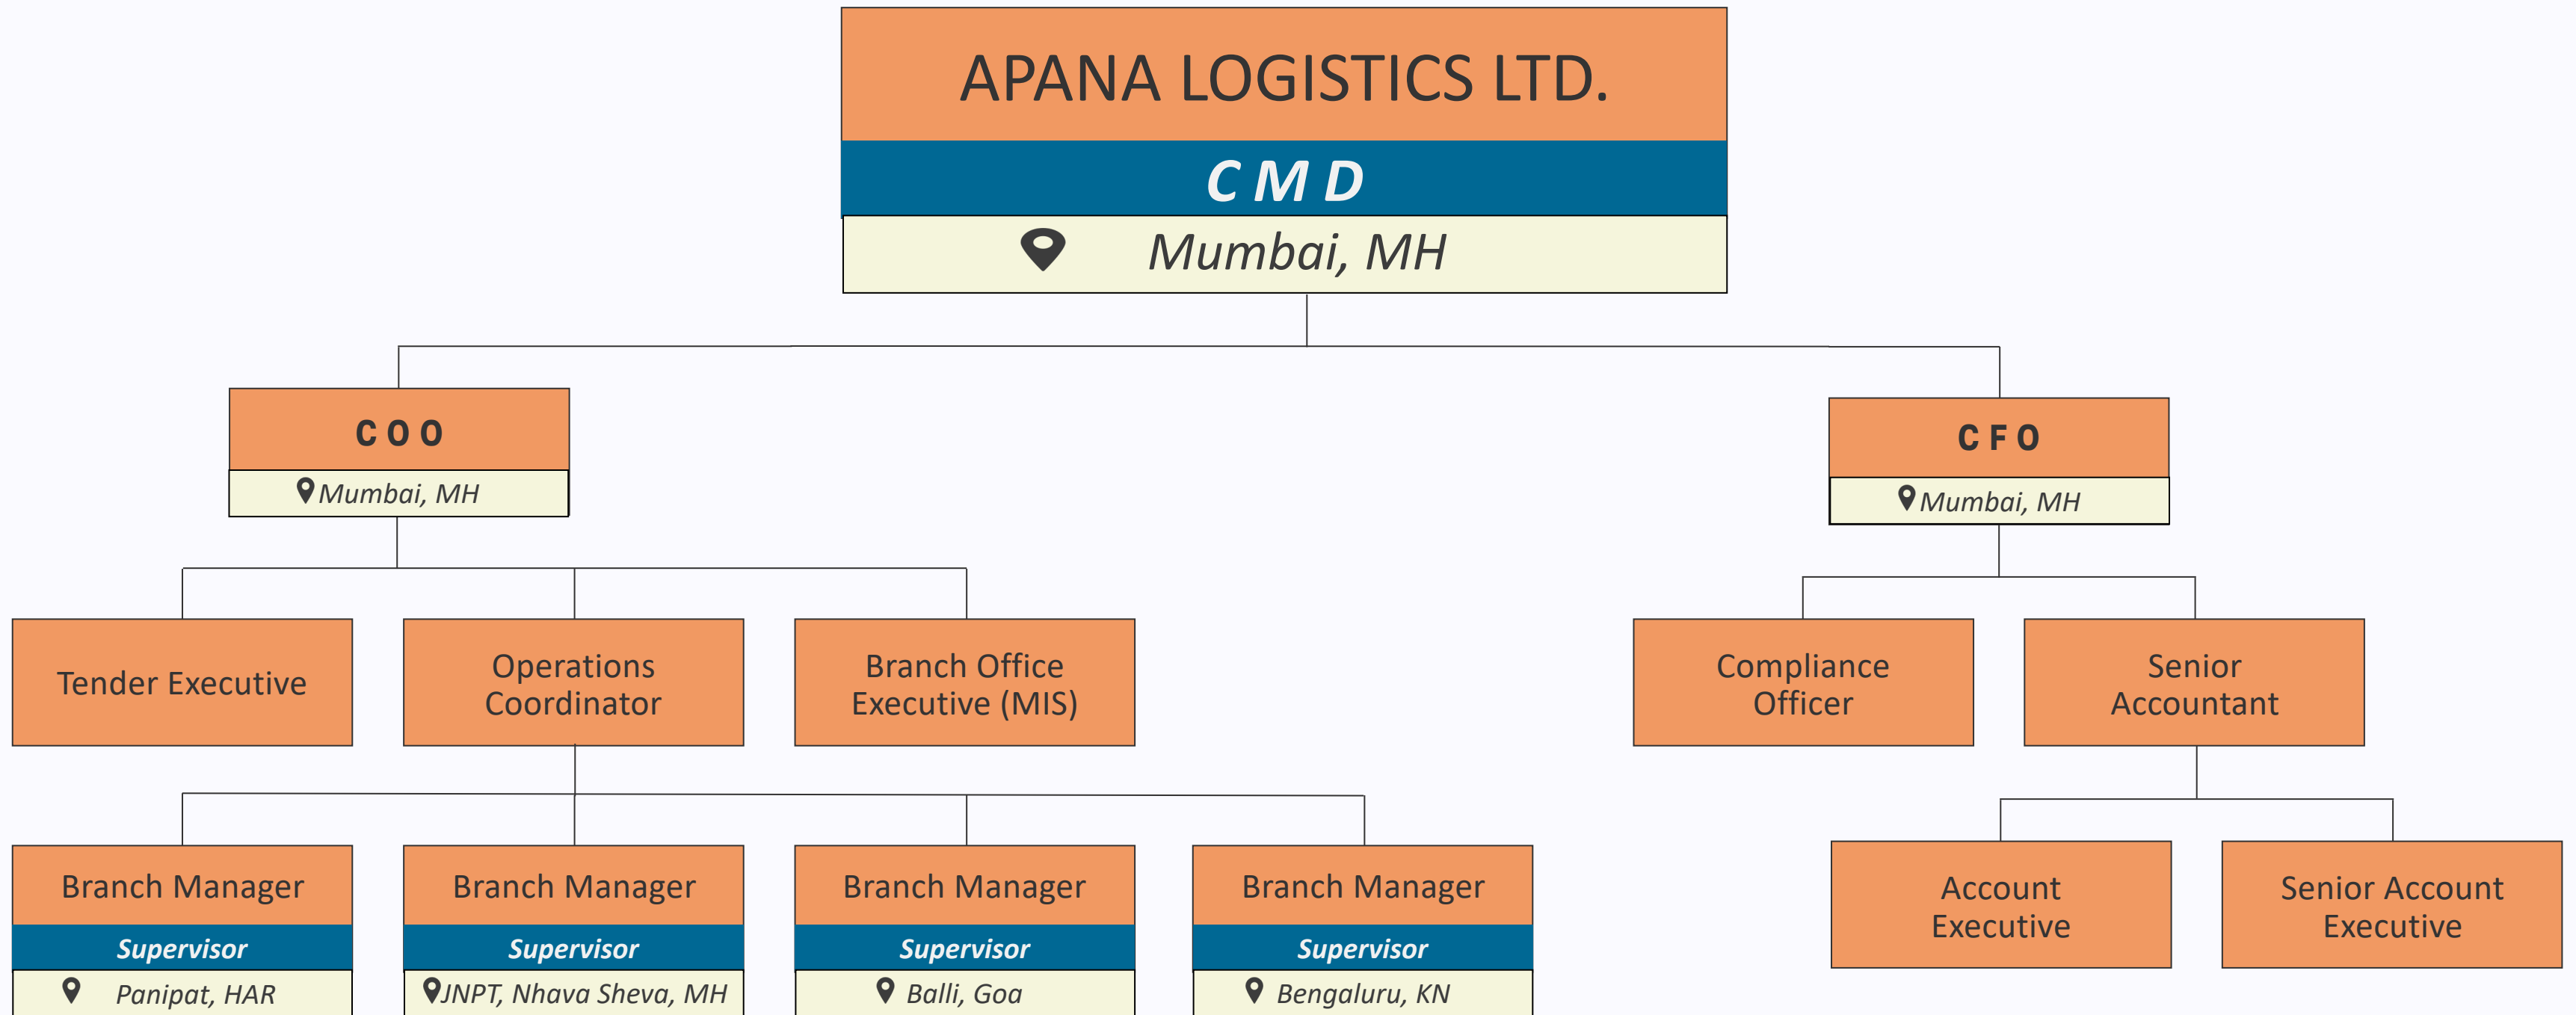 APANA LOGISTICS LTD.
C M D
Mumbai, MH
C O O
Mumbai, MH
C F O
Mumbai, MH
Tender Executive
Operations
Coordinator
Branch Office
Executive (MIS)
Compliance
Officer
Senior
Accountant
Branch Manager
Supervisor
Panipat, HAR
Branch Manager
Supervisor
JNPT, Nhava Sheva, MH
Branch Manager
Supervisor
Balli, Goa
Branch Manager
Supervisor
Bengaluru, KN
Account
Executive
Senior Account
Executive